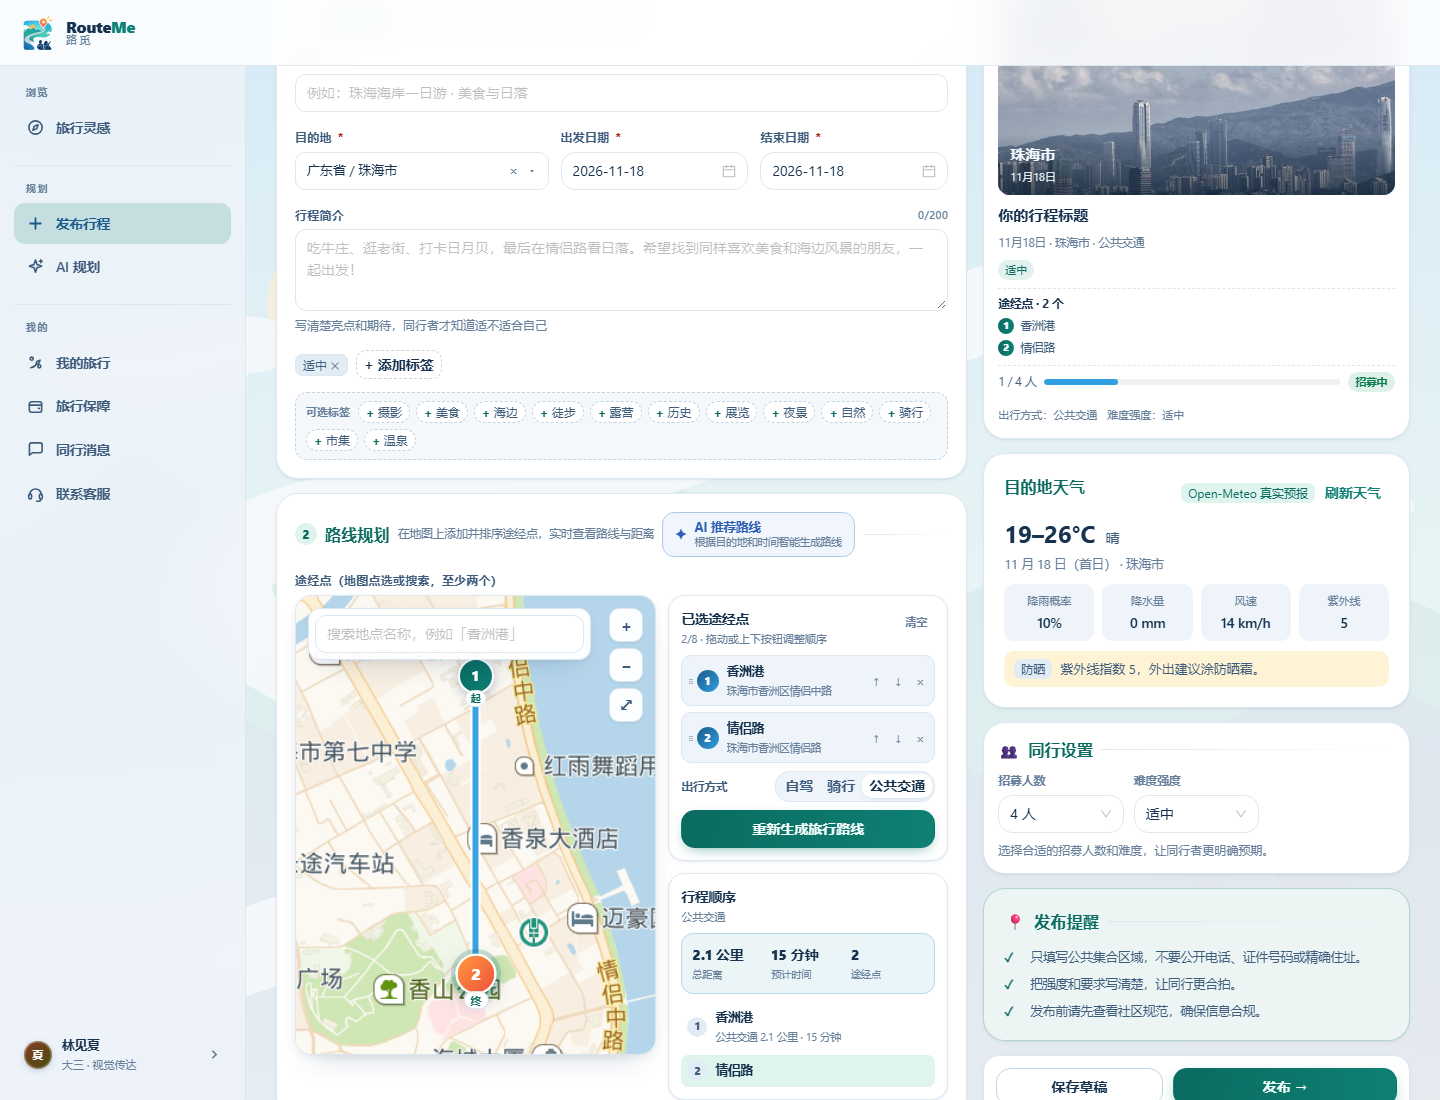 RouteMe
路觅
浏览
旅行灵感
规划
发布行程
AI 规划
我的
我的旅行
旅行保障
同行消息
联系客服
夏
林见夏
大三 · 视觉传达
例如：珠海海岸一日游 · 美食与日落
目的地 *
出发日期 *
结束日期 *
广东省 / 珠海市
2026-11-18
2026-11-18
行程简介
0/200
吃牛庄、逛老街、打卡日月贝，最后在情侣路看日落。希望找到同样喜欢美食和海边风景的朋友，一
起出发！
写清楚亮点和期待，同行者才知道适不适合自己
适中 ×
+ 添加标签
可选标签
+ 摄影
+ 美食
+ 海边
+ 徒步
+ 露营
+ 历史
+ 展览
+ 夜景
+ 自然
+ 骑行
+ 市集
+ 温泉
2 路线规划
在地图上添加并排序途经点，实时查看路线与距离
AI 推荐路线
根据目的地和时间智能生成路线
途经点（地图点选或搜索，至少两个）
搜索地点名称，例如「香洲港」
+
−
1
起
侣中路
市第七中学
红雨舞蹈用
香泉大酒店
途汽车站
迈豪
广场
2
终
香山公园
情侣中路
已选途经点
清空
2/8 · 拖动或上下按钮调整顺序
1 香洲港
珠海市香洲区情侣中路
↑ ↓ ×
2 情侣路
珠海市香洲区情侣路
↑ ↓ ×
出行方式
自驾
骑行
公共交通
重新生成旅行路线
行程顺序
公共交通
2.1 公里
总距离
15 分钟
预计时间
2
途经点
1 香洲港
公共交通 2.1 公里 · 15 分钟
2 情侣路
珠海市
11月18日
你的行程标题
11月18日 · 珠海市 · 公共交通
适中
途经点 · 2 个
1 香洲港
2 情侣路
1 / 4 人
招募中
出行方式：公共交通 难度强度：适中
目的地天气
Open-Meteo 真实预报
刷新天气
19–26°C 晴
11 月 18 日（首日） · 珠海市
降雨概率
10%
降水量
0 mm
风速
14 km/h
紫外线
5
防晒
紫外线指数 5，外出建议涂防晒霜。
同行设置
招募人数
难度强度
4 人
适中
选择合适的招募人数和难度，让同行者更明确预期。
发布提醒
✓ 只填写公共集合区域，不要公开电话、证件号码或精确住址。
✓ 把强度和要求写清楚，让同行更合拍。
✓ 发布前请先查看社区规范，确保信息合规。
保存草稿
发布 →